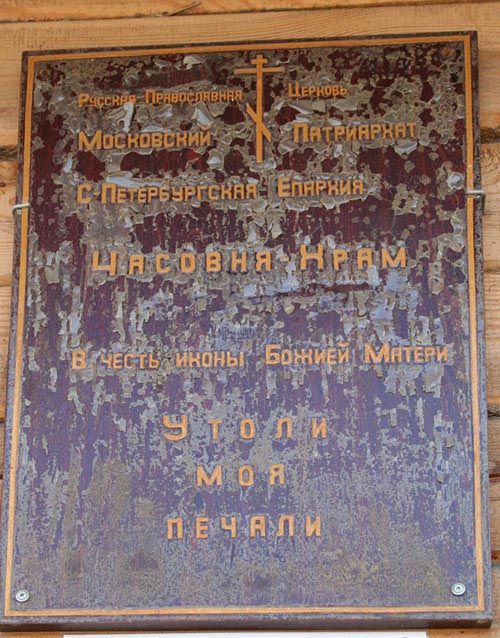 Русская Православная Церковь
Московский Патриархат
С-Петербургская Епархия
Часовня-Храм
в честь иконы Божией Матери
Утоли
моя
печали